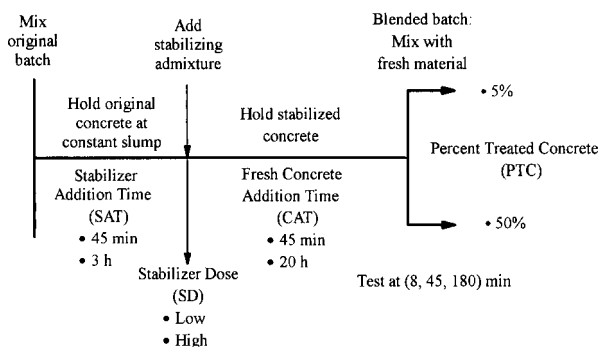 Mix
original
batch
Add
stabilizing
admixture
Blended batch:
Mix with
fresh material
Hold original
concrete at
constant slump
Hold stabilized
concrete
• 5%
Percent Treated Concrete
(PTC)
• 50%
Stabilizer
Addition Time
(SAT)
• 45 min
• 3 h
Fresh Concrete
Addition Time
(CAT)
• 45 min
• 20 h
Stabilizer Dose
(SD)
• Low
• High
Test at (8, 45, 180) min